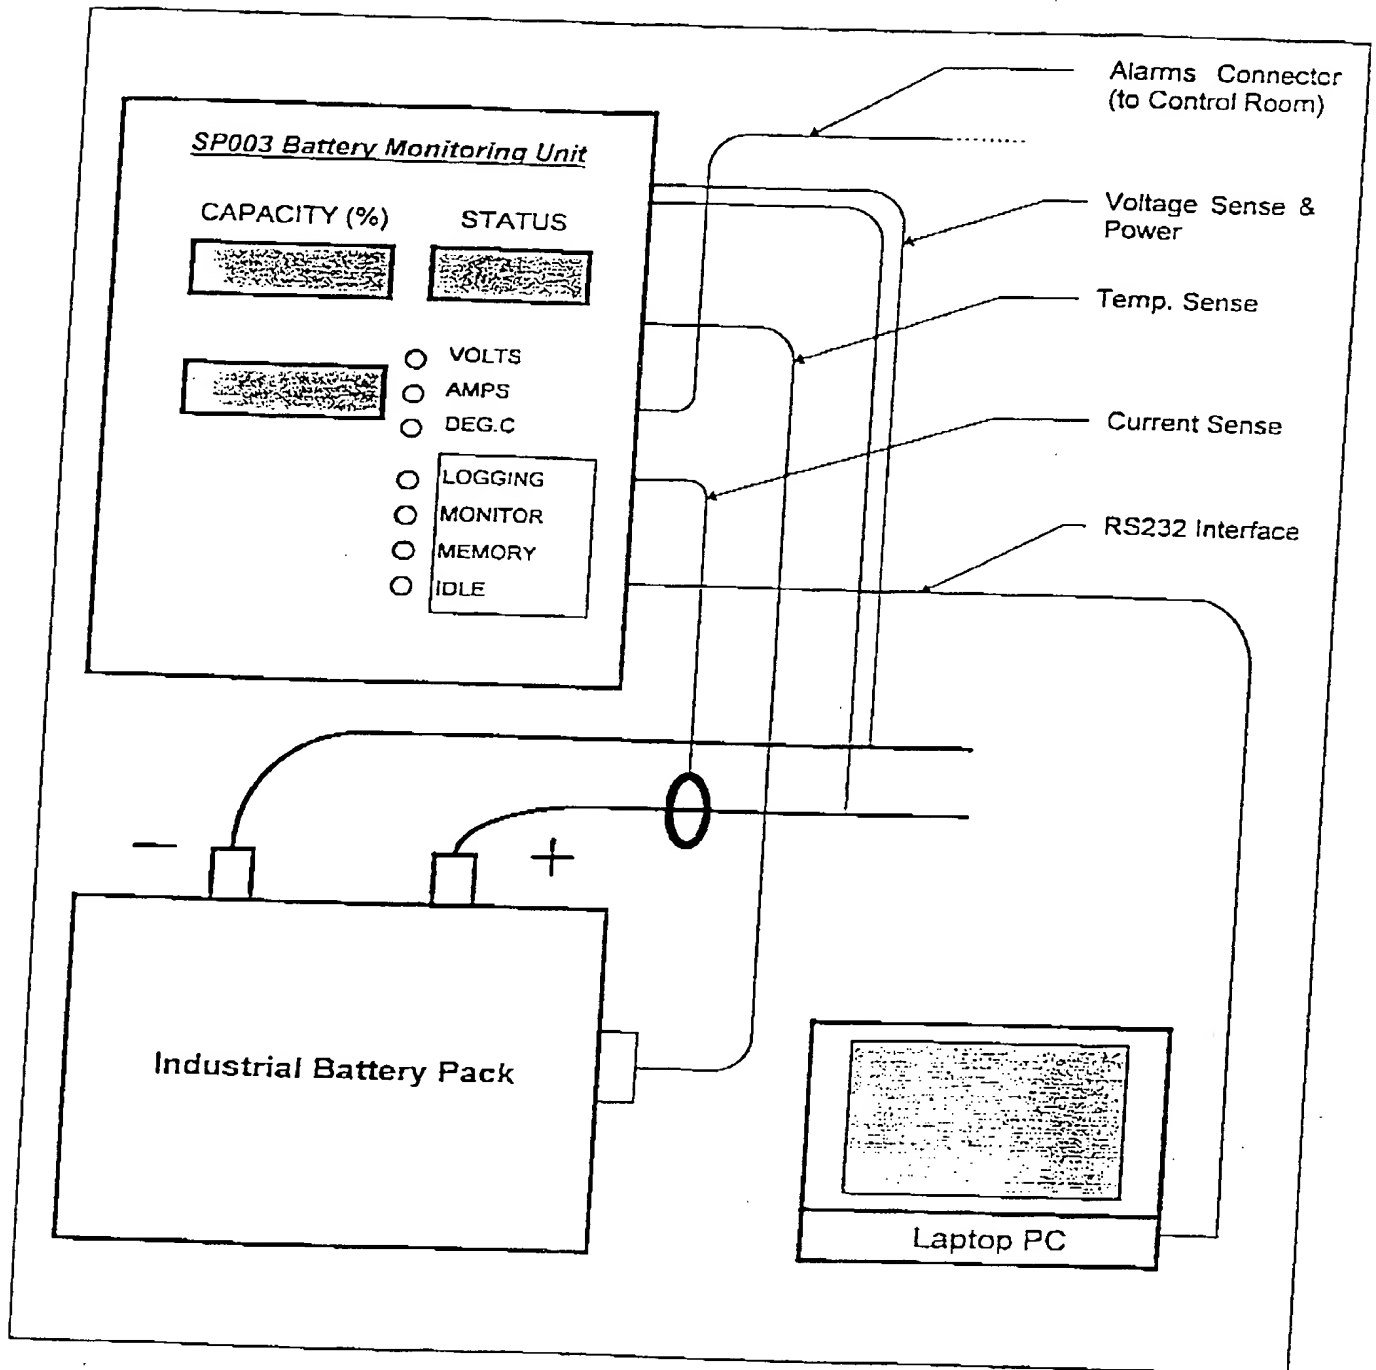 Alarms Connector
(to Control Room)
SP003 Battery Monitoring Unit
CAPACITY (%)
STATUS
Voltage Sense &
Power
Temp. Sense
VOLTS
AMPS
DEG.C
Current Sense
LOGGING
MONITOR
MEMORY
IDLE
RS232 Interface
—
+
Industrial Battery Pack
Laptop PC